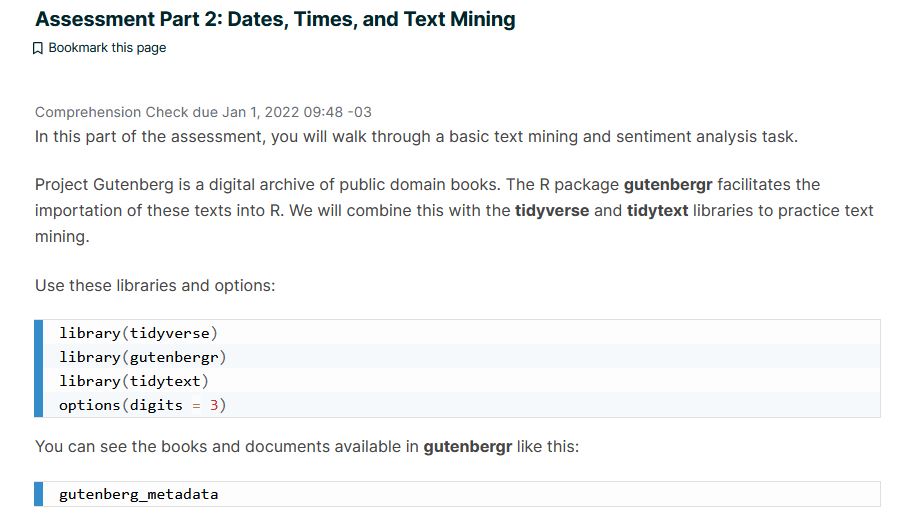 Assessment Part 2: Dates, Times, and Text Mining
Bookmark this page
Comprehension Check due Jan 1, 2022 09:48 -03
In this part of the assessment, you will walk through a basic text mining and sentiment analysis task.
Project Gutenberg is a digital archive of public domain books. The R package gutenbergr facilitates the
importation of these texts into R. We will combine this with the tidyverse and tidytext libraries to practice text
mining.
Use these libraries and options:
library(tidyverse)
library(gutenbergr)
library(tidytext)
options(digits = 3)
You can see the books and documents available in gutenbergr like this:
gutenberg_metadata